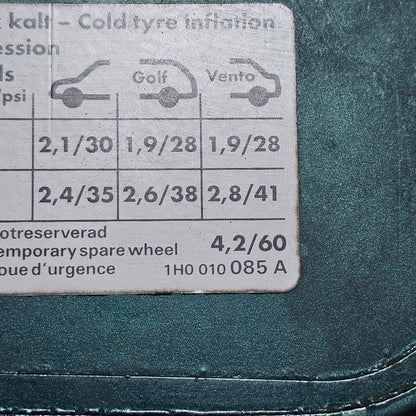 kalt – Cold tyre inflation
ession
ls
/psi Golf Vento
2,1/30 1,9/28 1,9/28
2,4/35 2,6/38 2,8/41
otreserverad
emporary spare wheel 4,2/60
oue d'urgence 1H0 010 085 A